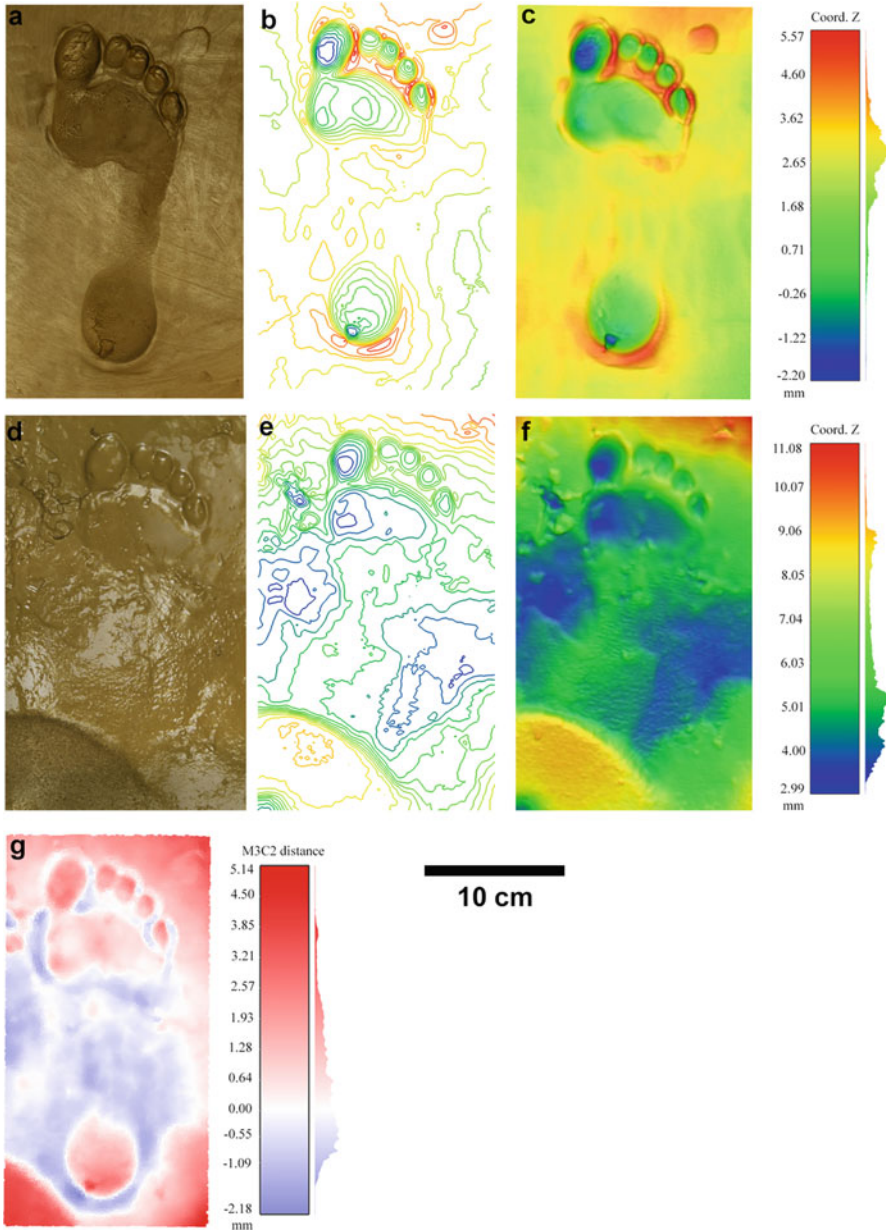 a
b
c
Coord. Z
5.57
4.60
3.62
2.65
1.68
0.71
-0.26
-1.22
-2.20
mm
d
e
f
Coord. Z
11.08
10.07
9.06
8.05
7.04
6.03
5.01
4.00
2.99
mm
g
M3C2 distance
5.14
4.50
3.85
3.21
2.57
1.93
1.28
0.64
0.00
-0.55
-1.09
-2.18
mm
10 cm